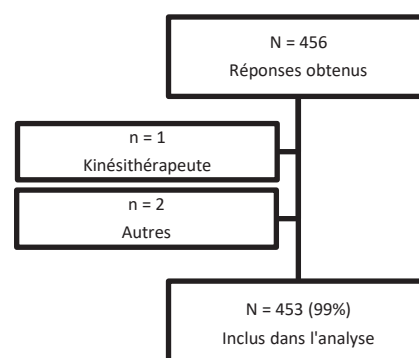 N = 456
Réponses obtenus
n = 1
Kinésithérapeute
n = 2
Autres
N = 453 (99%)
Inclus dans l'analyse